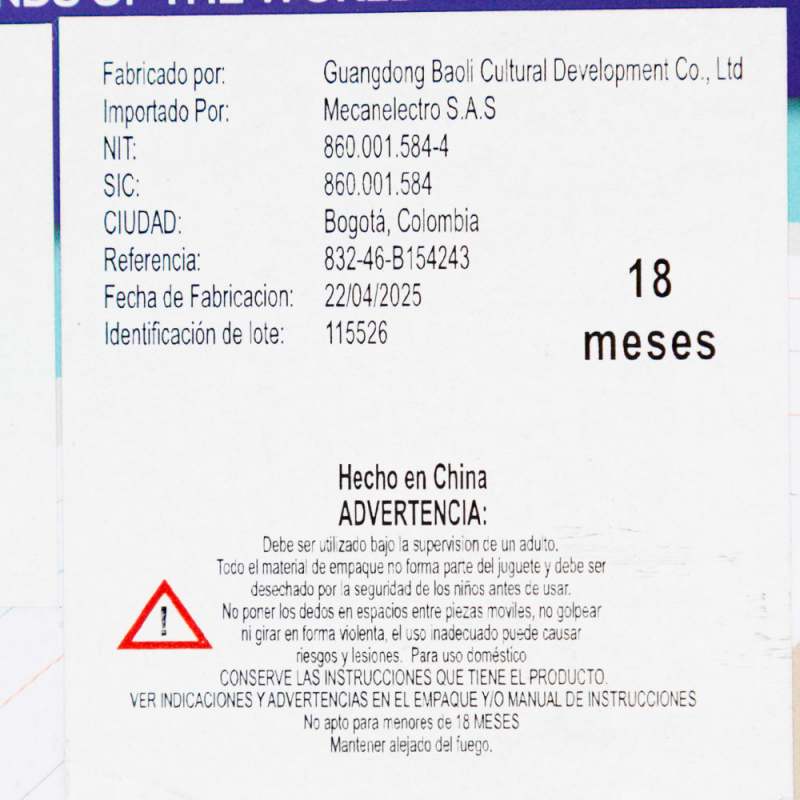 OF THE WORLD
Fabricado por: Guangdong Baoli Cultural Development Co., Ltd
Importado Por: Mecanelectro S.A.S
NIT: 860.001.584-4
SIC: 860.001.584
CIUDAD: Bogotá, Colombia
Referencia: 832-46-B154243
Fecha de Fabricacion: 22/04/2025
Identificación de lote: 115526
18
meses
Hecho en China
ADVERTENCIA:
Debe ser utilizado bajo la supervision de un adulto.
Todo el material de empaque no forma parte del juguete y debe ser
desechado por la seguridad de los niños antes de usar.
No poner los dedos en espacios entre piezas moviles, no golpear
ni girar en forma violenta, el uso inadecuado puede causar
riesgos y lesiones. Para uso doméstico
CONSERVE LAS INSTRUCCIONES QUE TIENE EL PRODUCTO.
VER INDICACIONES Y ADVERTENCIAS EN EL EMPAQUE Y/O MANUAL DE INSTRUCCIONES
No apto para menores de 18 MESES
Mantener alejado del fuego.